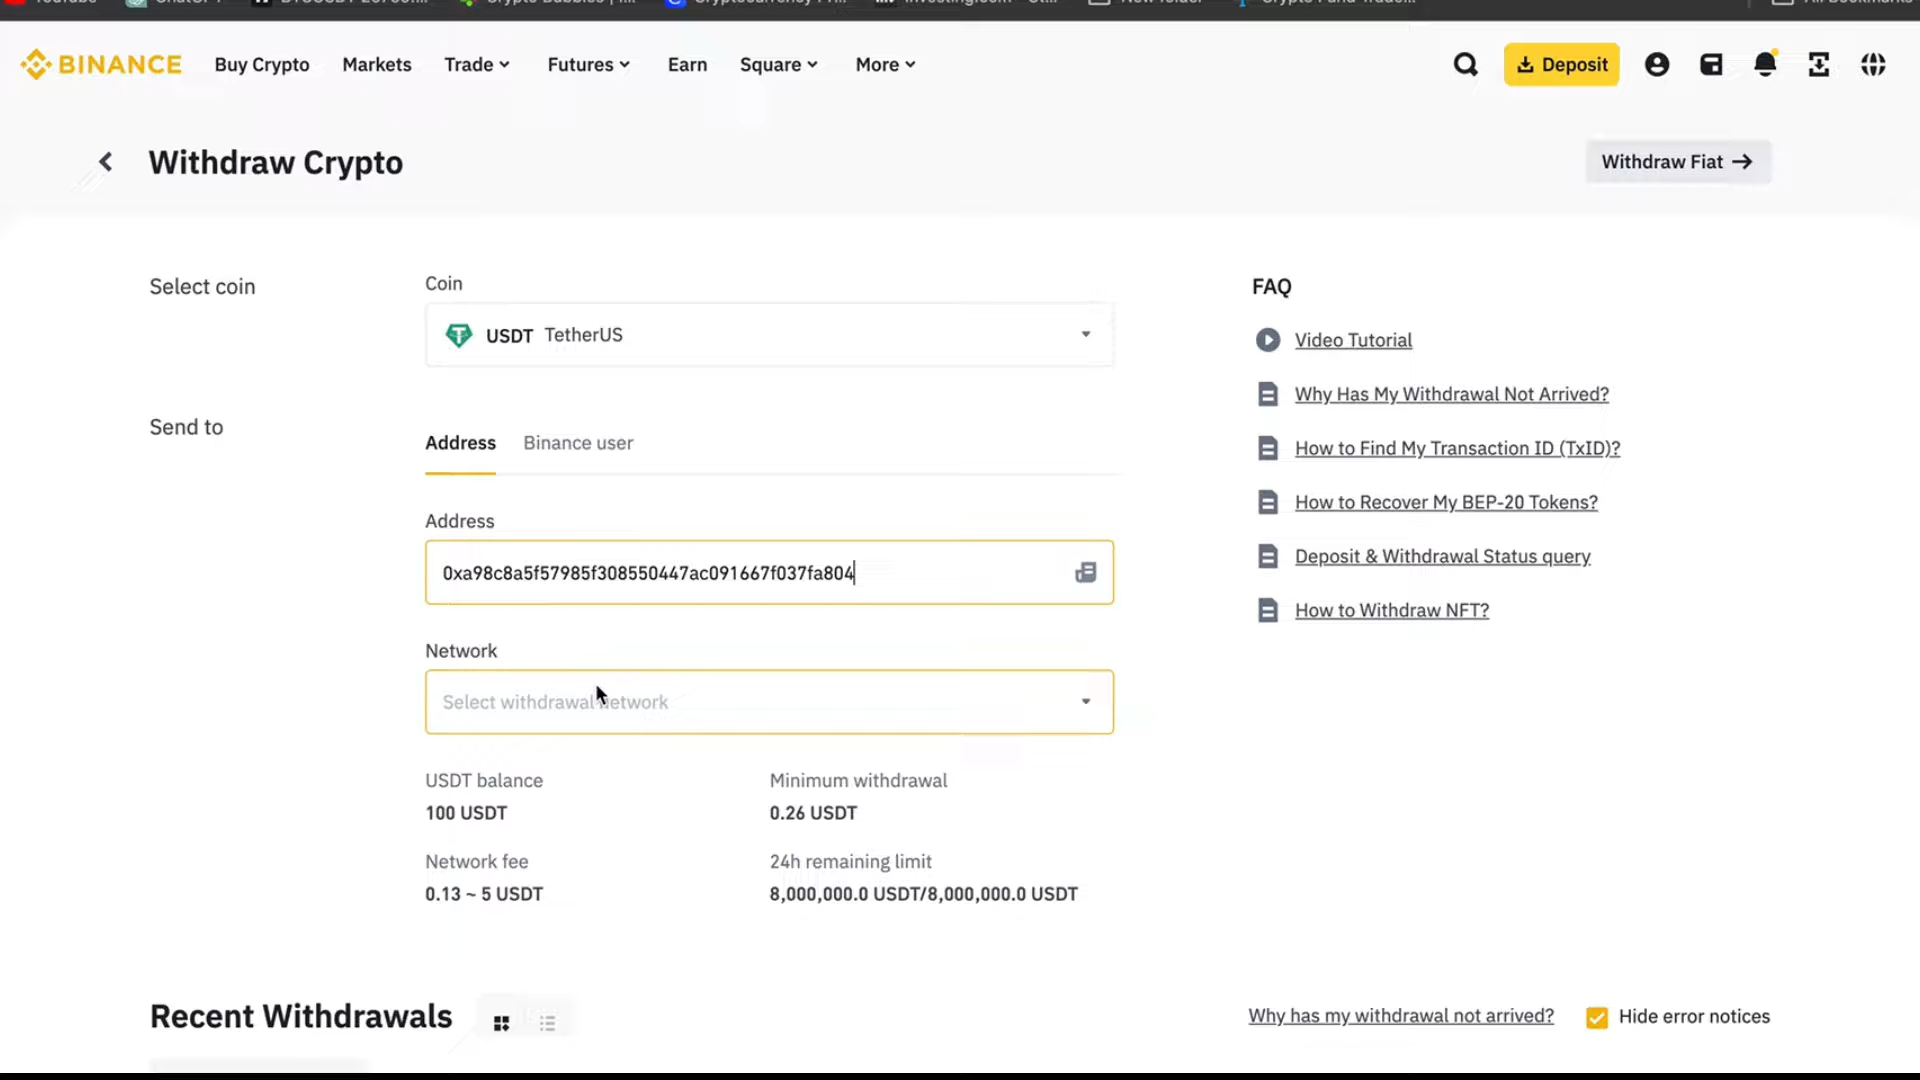 BINANCE Buy Crypto Markets Trade Futures Earn Square More Deposit
Withdraw Crypto
Withdraw Fiat →
Select coin
Coin
USDT TetherUS
Send to
Address Binance user
Address
0xa98c8a5f57985f308550447ac091667f037fa804
Network
Select withdrawal network
USDT balance
100 USDT
Minimum withdrawal
0.26 USDT
Network fee
0.13 ~ 5 USDT
24h remaining limit
8,000,000.0 USDT/8,000,000.0 USDT
FAQ
Video Tutorial
Why Has My Withdrawal Not Arrived?
How to Find My Transaction ID (TxID)?
How to Recover My BEP-20 Tokens?
Deposit & Withdrawal Status query
How to Withdraw NFT?
Recent Withdrawals
Why has my withdrawal not arrived?
Hide error notices